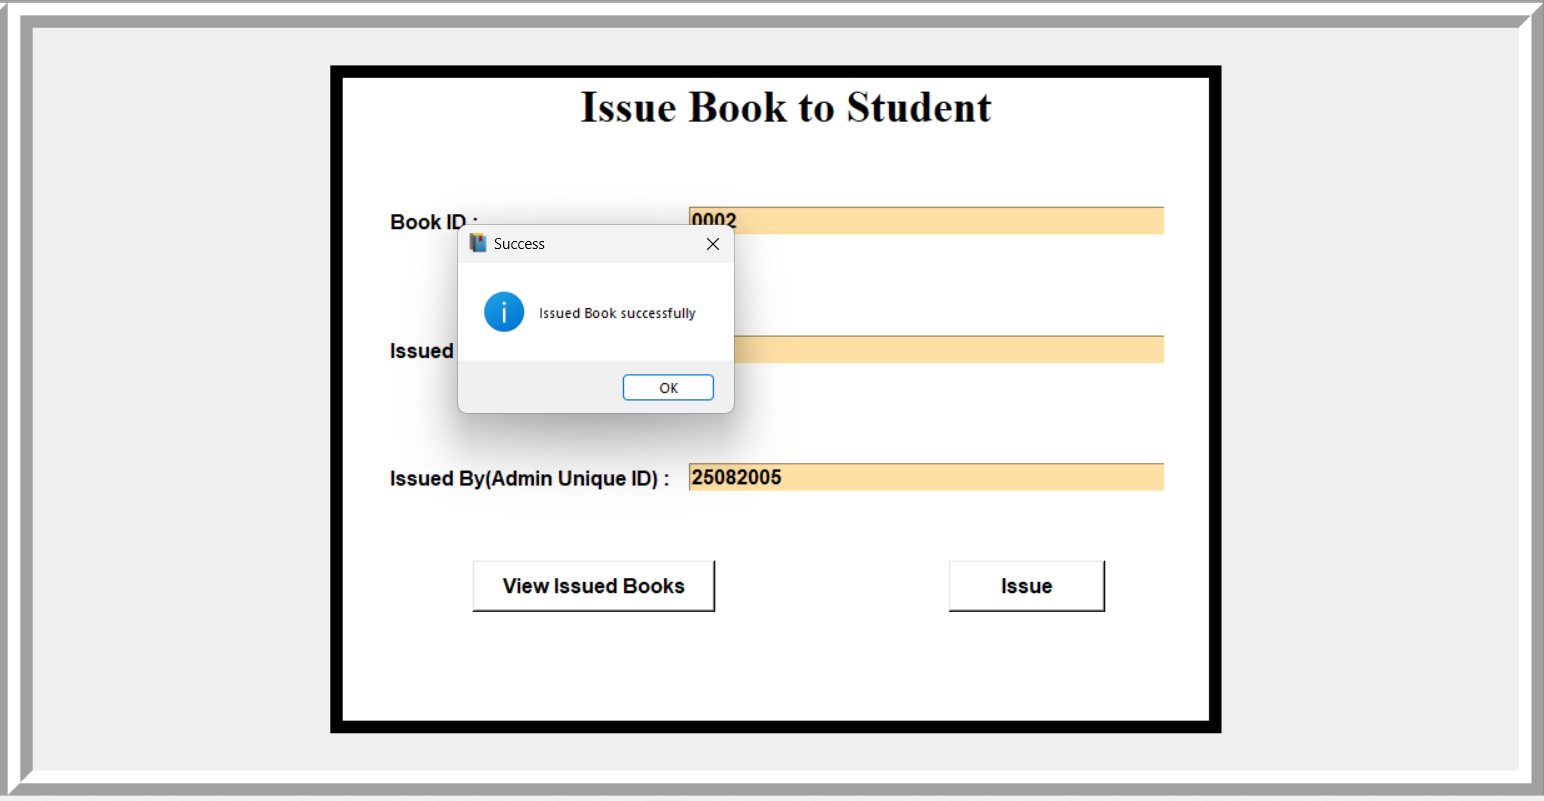 Issue Book to Student
Book ID :
0002
Success
Issued Book successfully
OK
Issued
Issued By(Admin Unique ID) :
25082005
View Issued Books
Issue